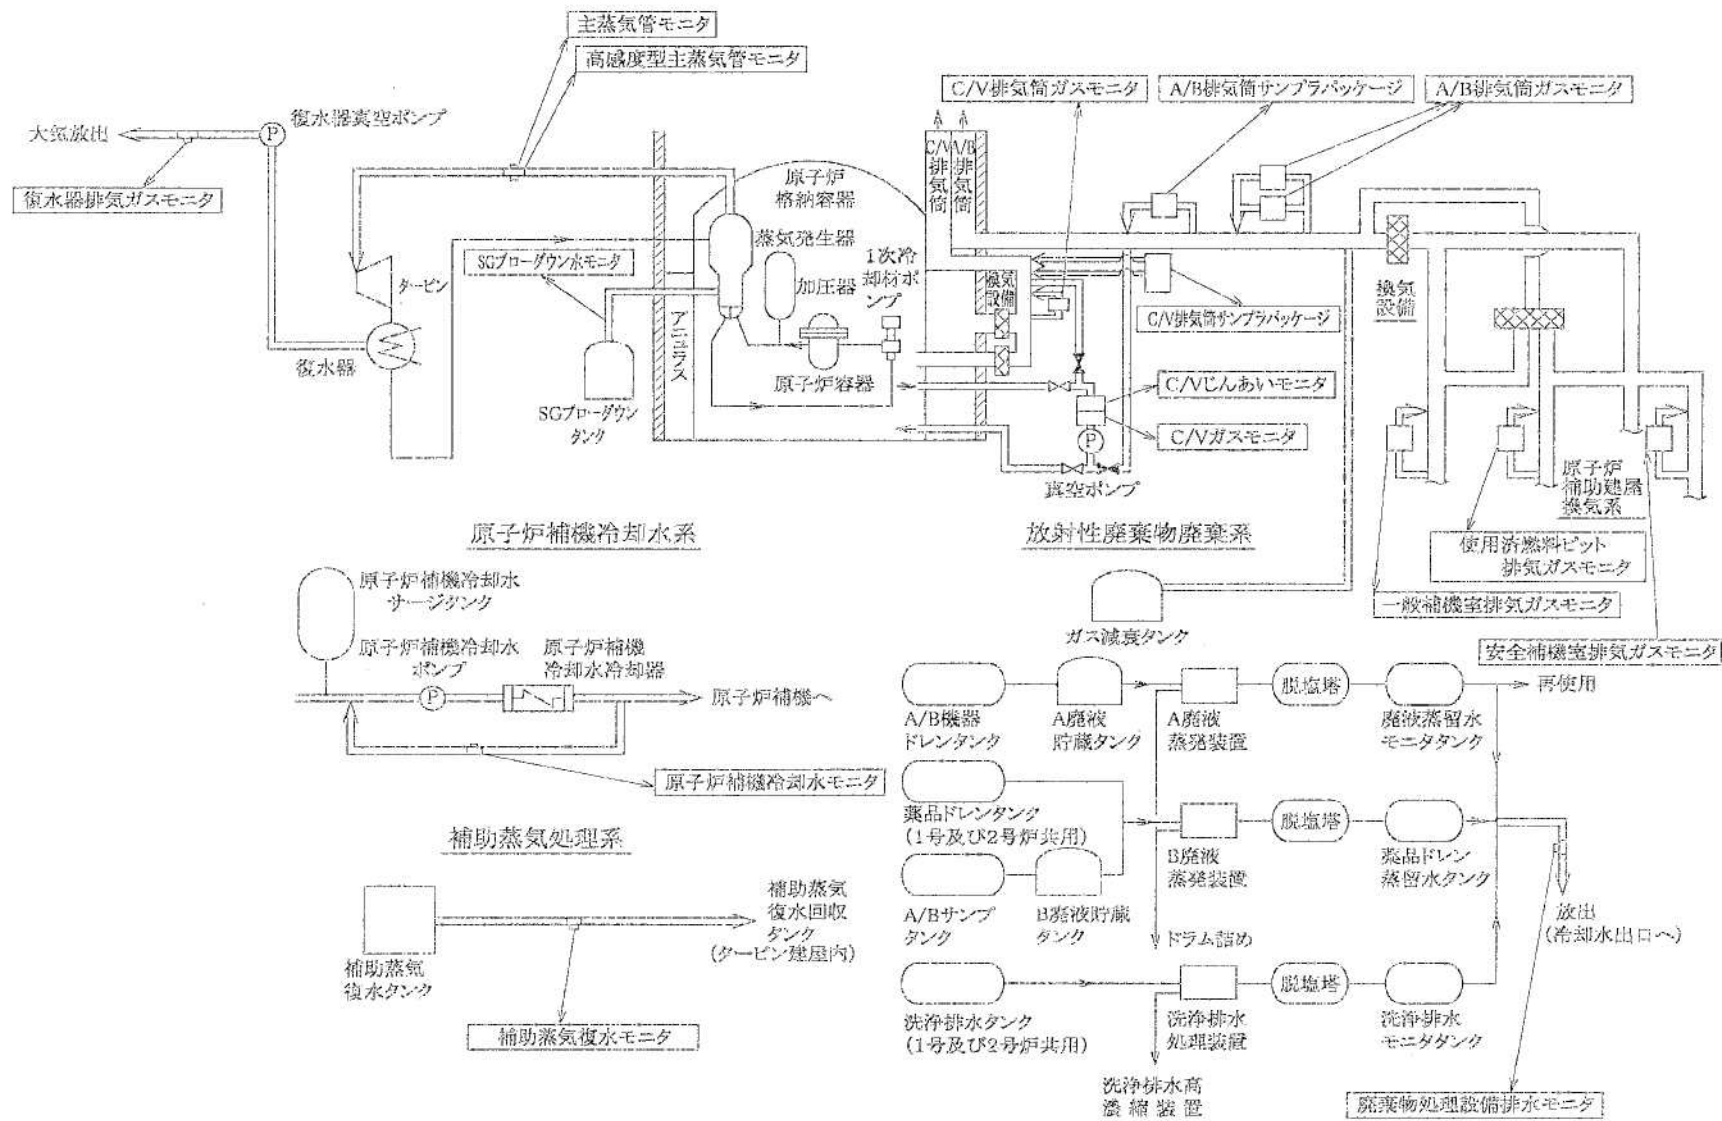 主蒸気管モニタ
高感度型主蒸気管モニタ
C/V排気筒ガスモニタ
A/B排気筒サンプラパッケージ
A/B排気筒ガスモニタ
復水器真空ポンプ
P
大気放出
復水器排気ガスモニタ
C/V排気筒
A/B排気筒
原子炉
格納容器
蒸気発生器
SGブローダウン水モニタ
タービン
加圧器
1次冷
却材ポ
ンプ
換気
設備
換気
設備
C/V排気筒サンプラパッケージ
アニュラス
復水器
原子炉容器
C/Vじんあいモニタ
SGブローダウン
タンク
C/Vガスモニタ
P
真空ポンプ
原子炉
補助建屋
換気系
原子炉補機冷却水系
放射性廃棄物廃棄系
使用済燃料ピット
排気ガスモニタ
原子炉補機冷却水
サージタンク
一般補機室排気ガスモニタ
ガス減衰タンク
安全補機室排気ガスモニタ
原子炉補機冷却水
ポンプ
原子炉補機
冷却水冷却器
P
原子炉補機へ
脱塩塔
再使用
A/B機器
ドレンタンク
A廃液
貯蔵タンク
A廃液
蒸発装置
廃液蒸留水
モニタタンク
原子炉補機冷却水モニタ
薬品ドレンタンク
(1号及び2号炉共用)
脱塩塔
B廃液
蒸発装置
薬品ドレン
蒸留水タンク
補助蒸気処理系
補助蒸気
復水回収
タンク
(タービン建屋内)
A/Bサンプ
タンク
B廃液貯蔵
タンク
放出
(冷却水出口へ)
ドラム詰め
補助蒸気
復水タンク
脱塩塔
補助蒸気復水モニタ
洗浄排水タンク
(1号及び2号炉共用)
洗浄排水
処理装置
洗浄排水
モニタタンク
洗浄排水高
濃縮装置
廃棄物処理設備排水モニタ